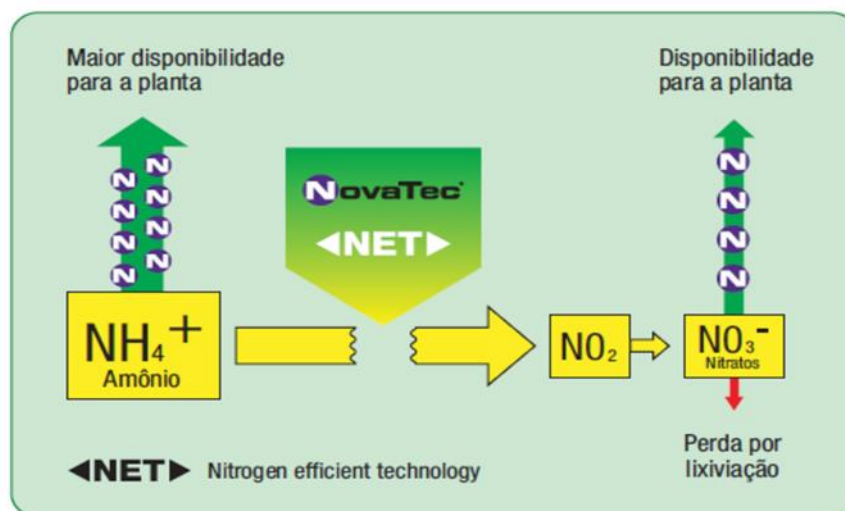 Maior disponibilidade
para a planta
Disponibilidade
para a planta
N N N N N N N N
N N N N
NovaTec
◄NET►
NH₄⁺
Amônio
NO₂
NO₃⁻
Nitratos
Perda por
lixiviação
◄NET► Nitrogen efficient technology